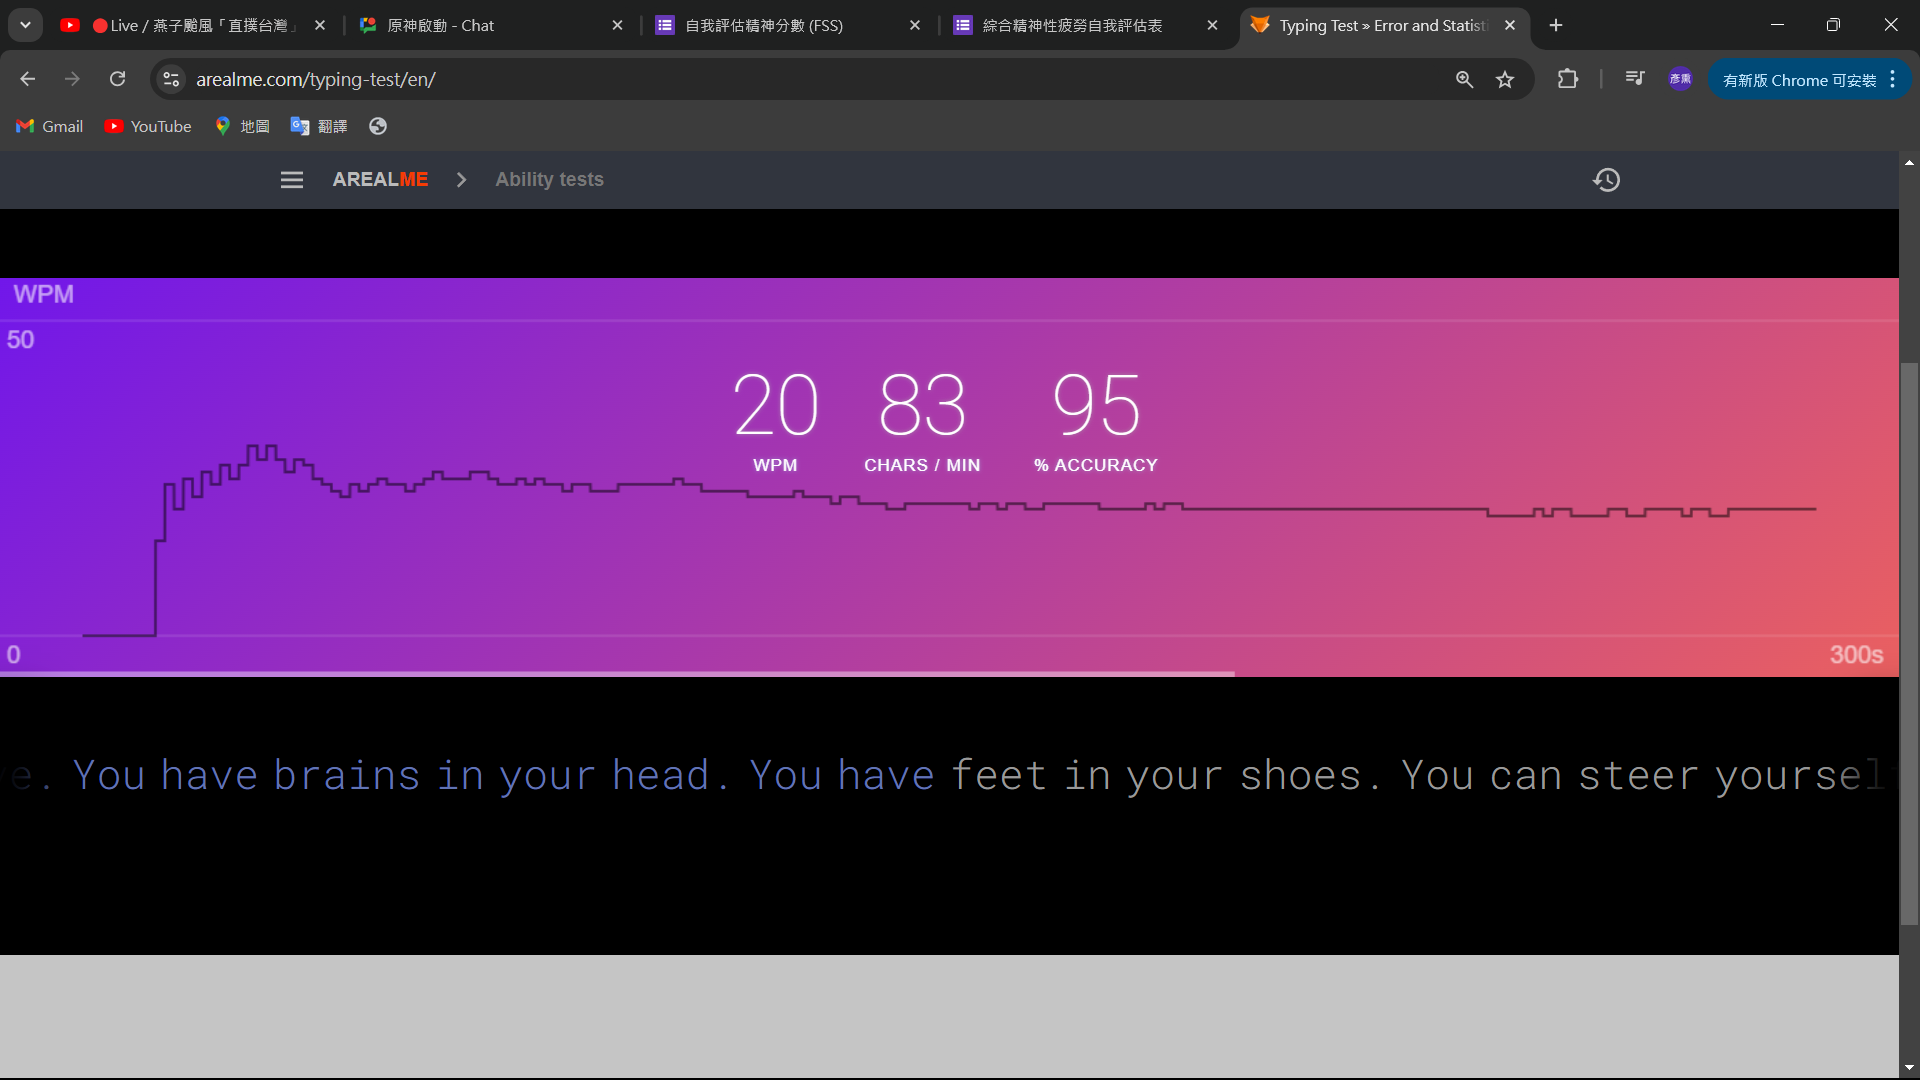 🔴Live / 燕子颱風「直撲台灣」
原神啟動 - Chat
自我評估精神分數 (FSS)
綜合精神性疲勞自我評估表
Typing Test » Error and Statisti
arealme.com/typing-test/en/
彥熏
有新版 Chrome 可安裝
Gmail
YouTube
地圖
翻譯
AREALME
Ability tests
WPM
50
20 83 95
WPM CHARS / MIN % ACCURACY
0
300s
e. You have brains in your head. You have feet in your shoes. You can steer yoursel